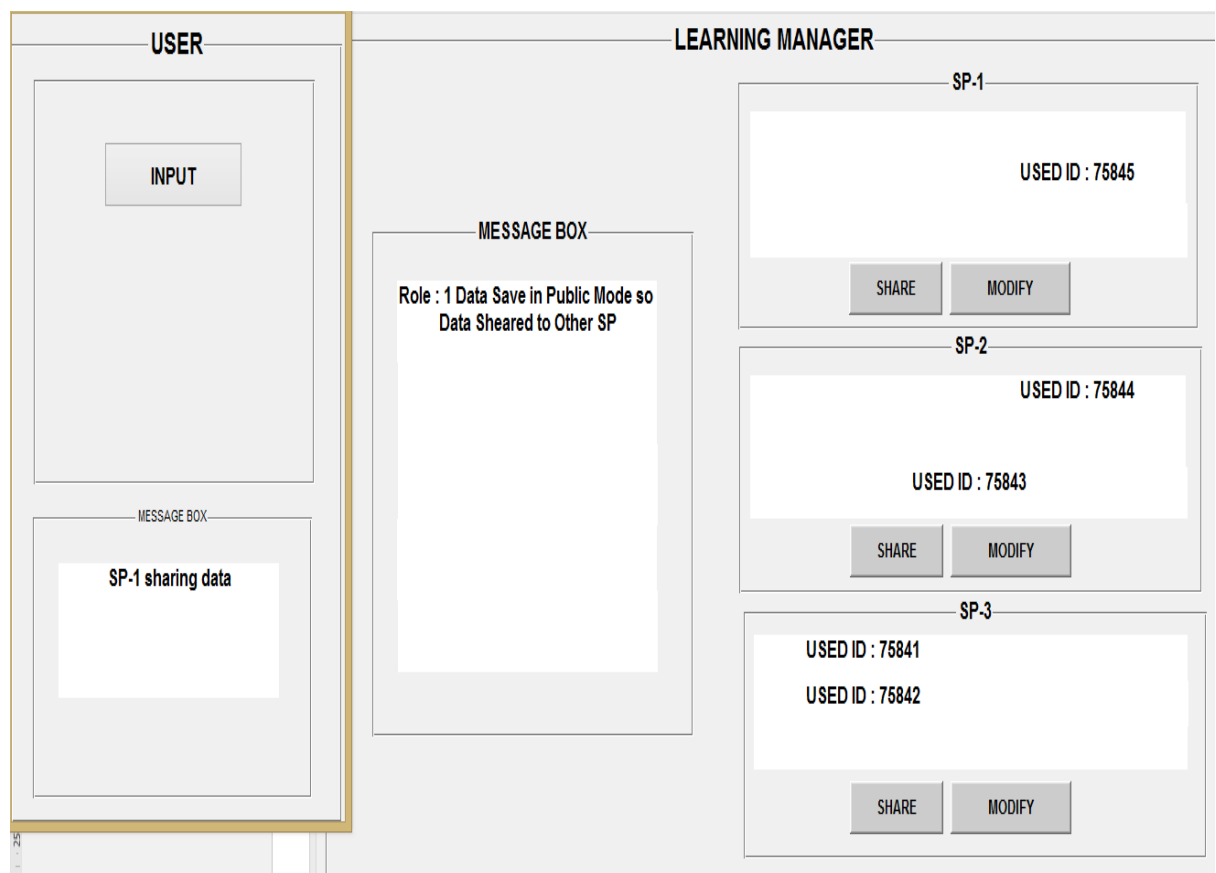 USER
INPUT
MESSAGE BOX
SP-1 sharing data
LEARNING MANAGER
MESSAGE BOX
Role : 1 Data Save in Public Mode so
Data Sheared to Other SP
SP-1
USED ID : 75845
SHARE MODIFY
SP-2
USED ID : 75844
USED ID : 75843
SHARE MODIFY
SP-3
USED ID : 75841
USED ID : 75842
SHARE MODIFY
25